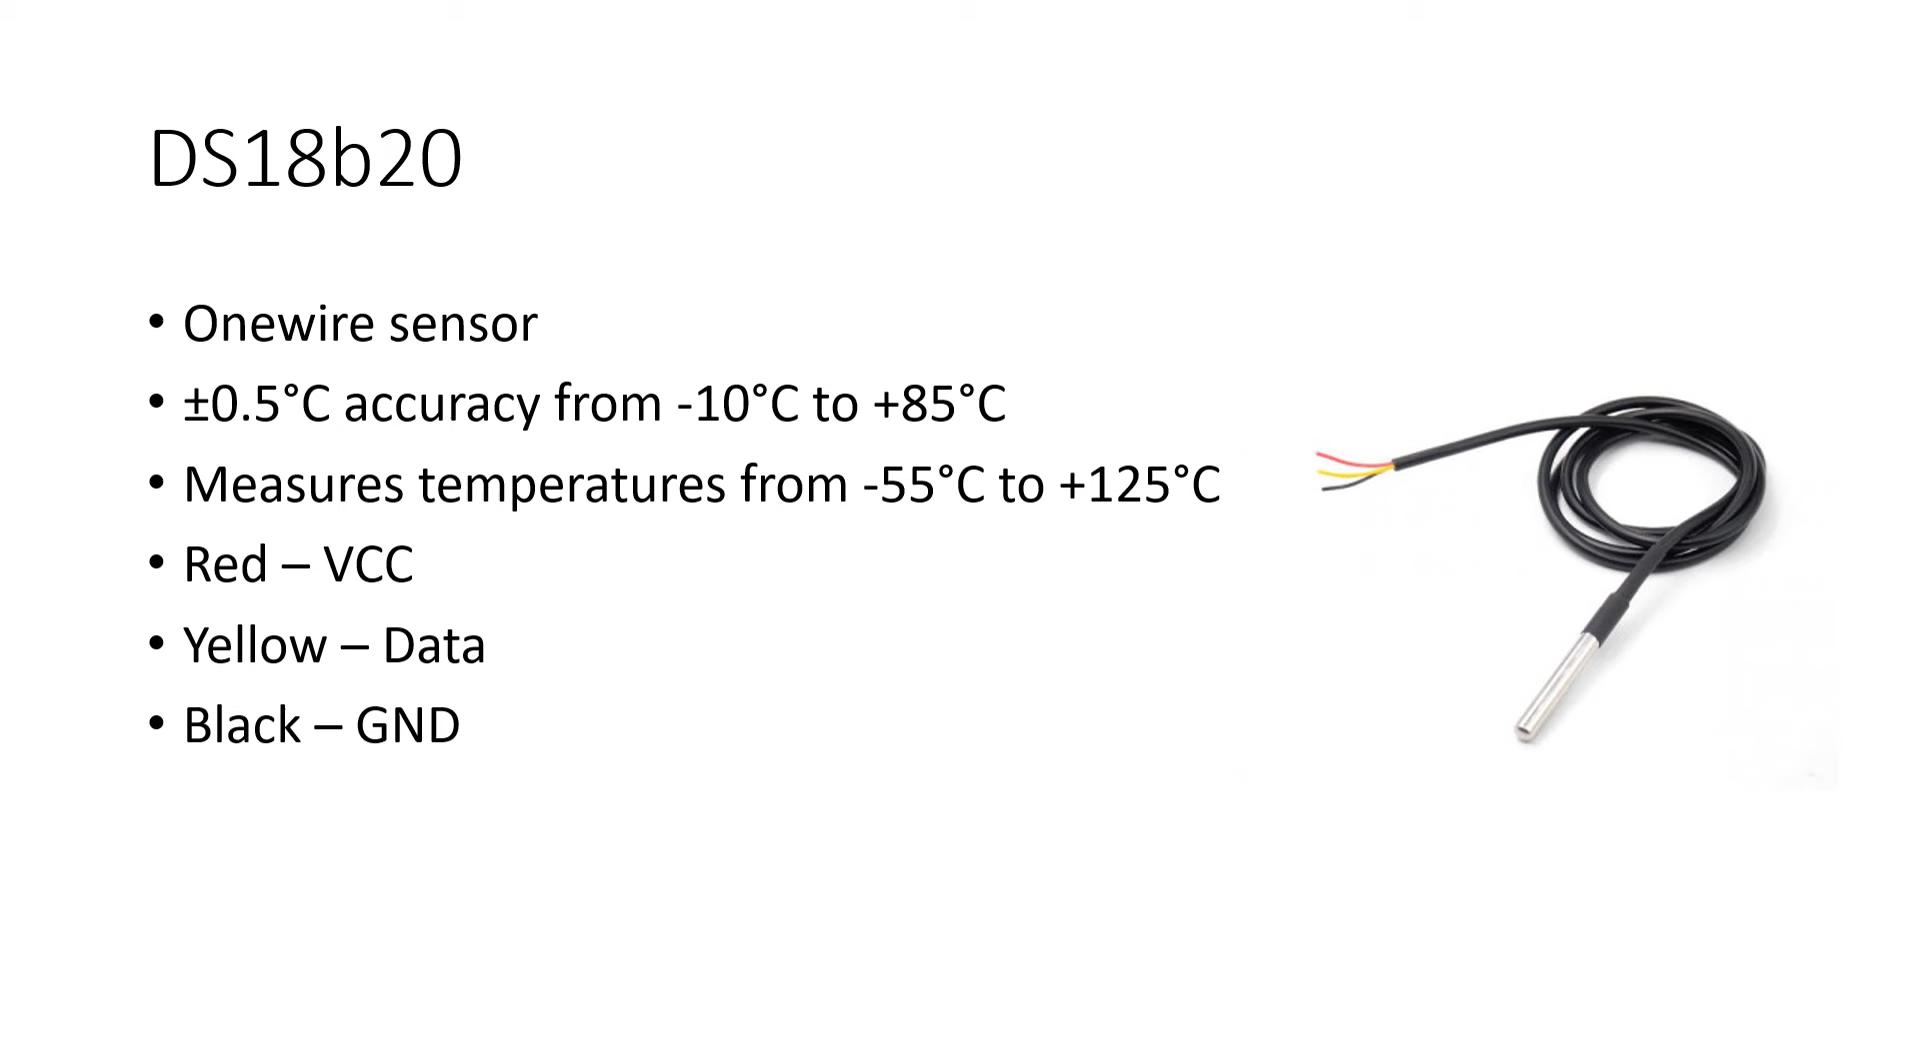 DS18b20
• Onewire sensor
• ±0.5°C accuracy from -10°C to +85°C
• Measures temperatures from -55°C to +125°C
• Red – VCC
• Yellow – Data
• Black – GND